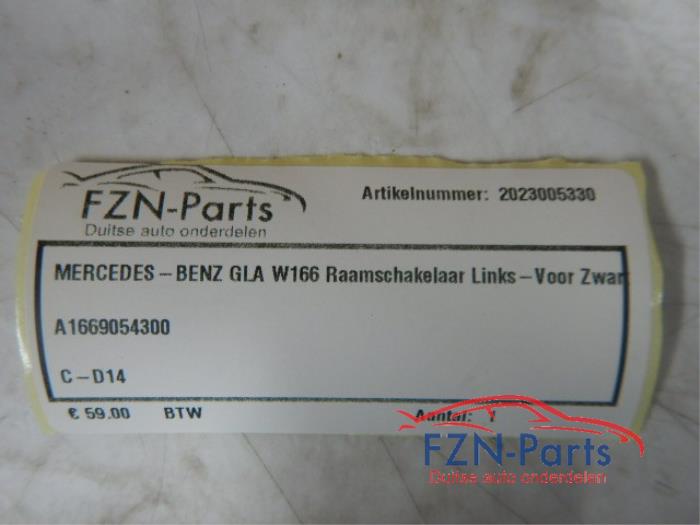 FZN-Parts
Duitse auto onderdelen
Artikelnummer: 2023005330
MERCEDES-BENZ GLA W166 Raamschakelaar Links-Voor Zwart
A1669054300
C-D14
€ 59.00 BTW
Aantal: 1
FZN-Parts
Duitse auto onderdelen